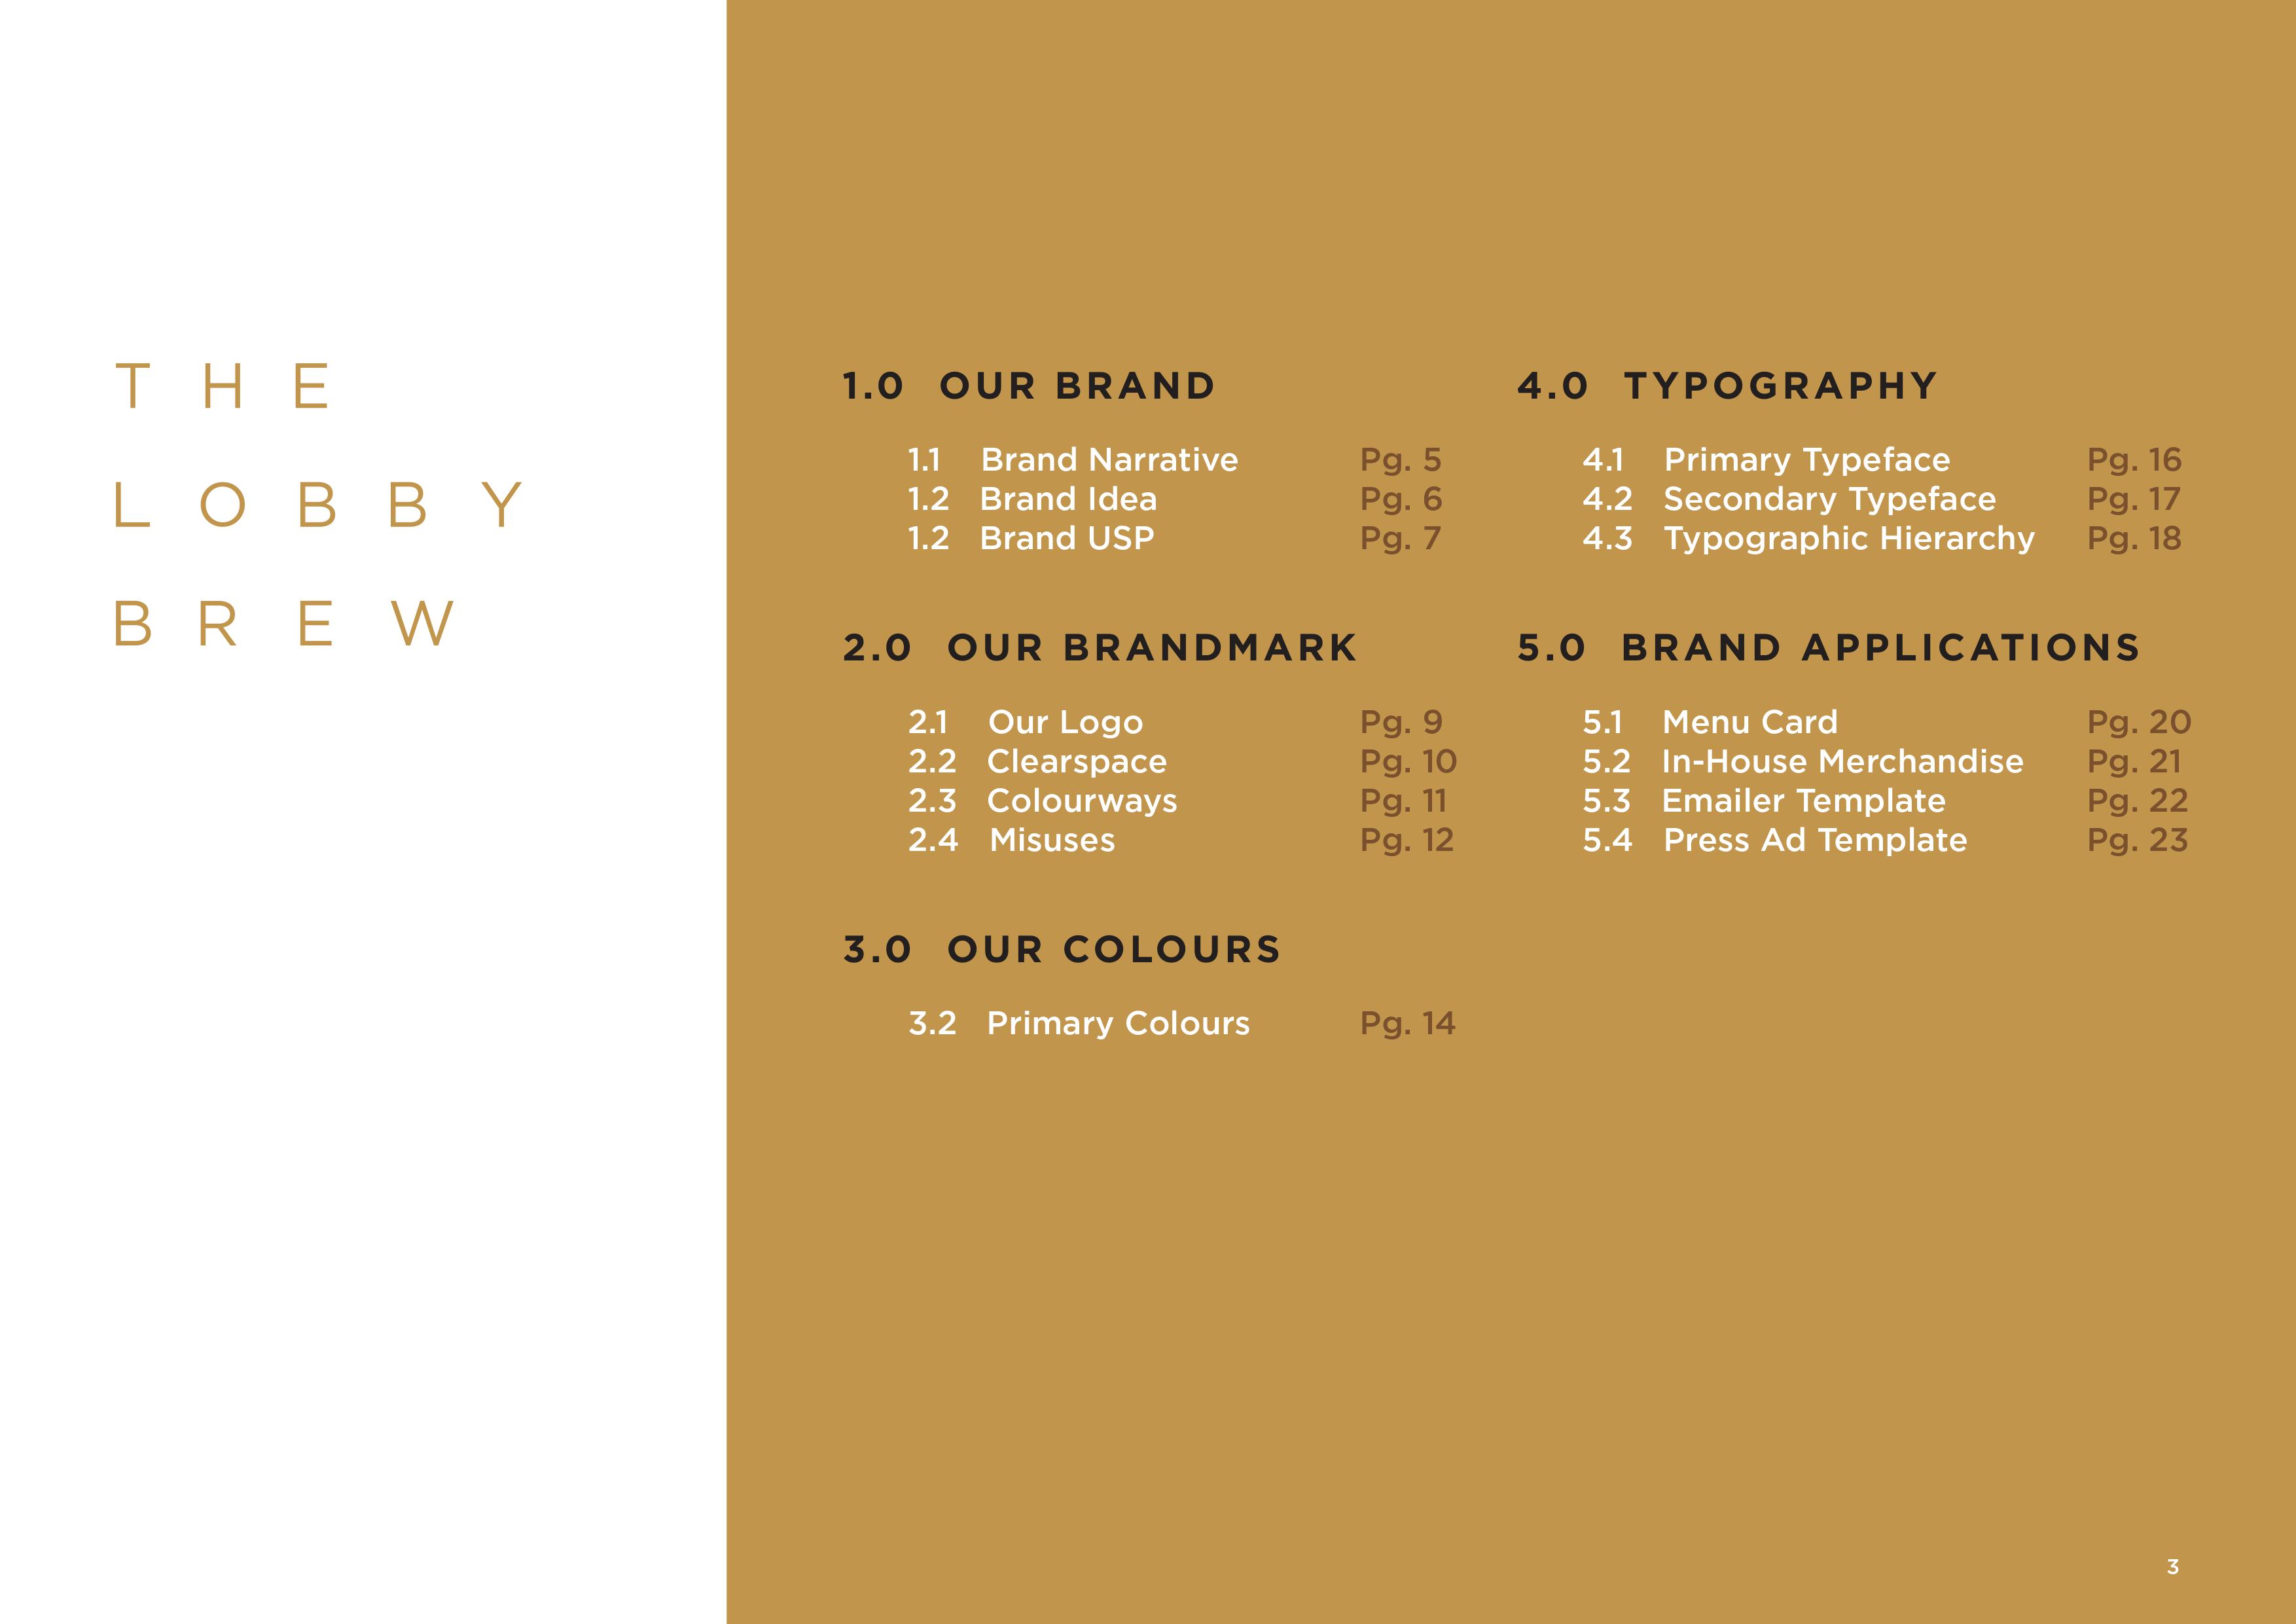 THE
LOBBY
BREW
1.0 OUR BRAND
1.1 Brand Narrative Pg. 5
1.2 Brand Idea Pg. 6
1.2 Brand USP Pg. 7
2.0 OUR BRANDMARK
2.1 Our Logo Pg. 9
2.2 Clearspace Pg. 10
2.3 Colourways Pg. 11
2.4 Misuses Pg. 12
3.0 OUR COLOURS
3.2 Primary Colours Pg. 14
4.0 TYPOGRAPHY
4.1 Primary Typeface Pg. 16
4.2 Secondary Typeface Pg. 17
4.3 Typographic Hierarchy Pg. 18
5.0 BRAND APPLICATIONS
5.1 Menu Card Pg. 20
5.2 In-House Merchandise Pg. 21
5.3 Emailer Template Pg. 22
5.4 Press Ad Template Pg. 23
3